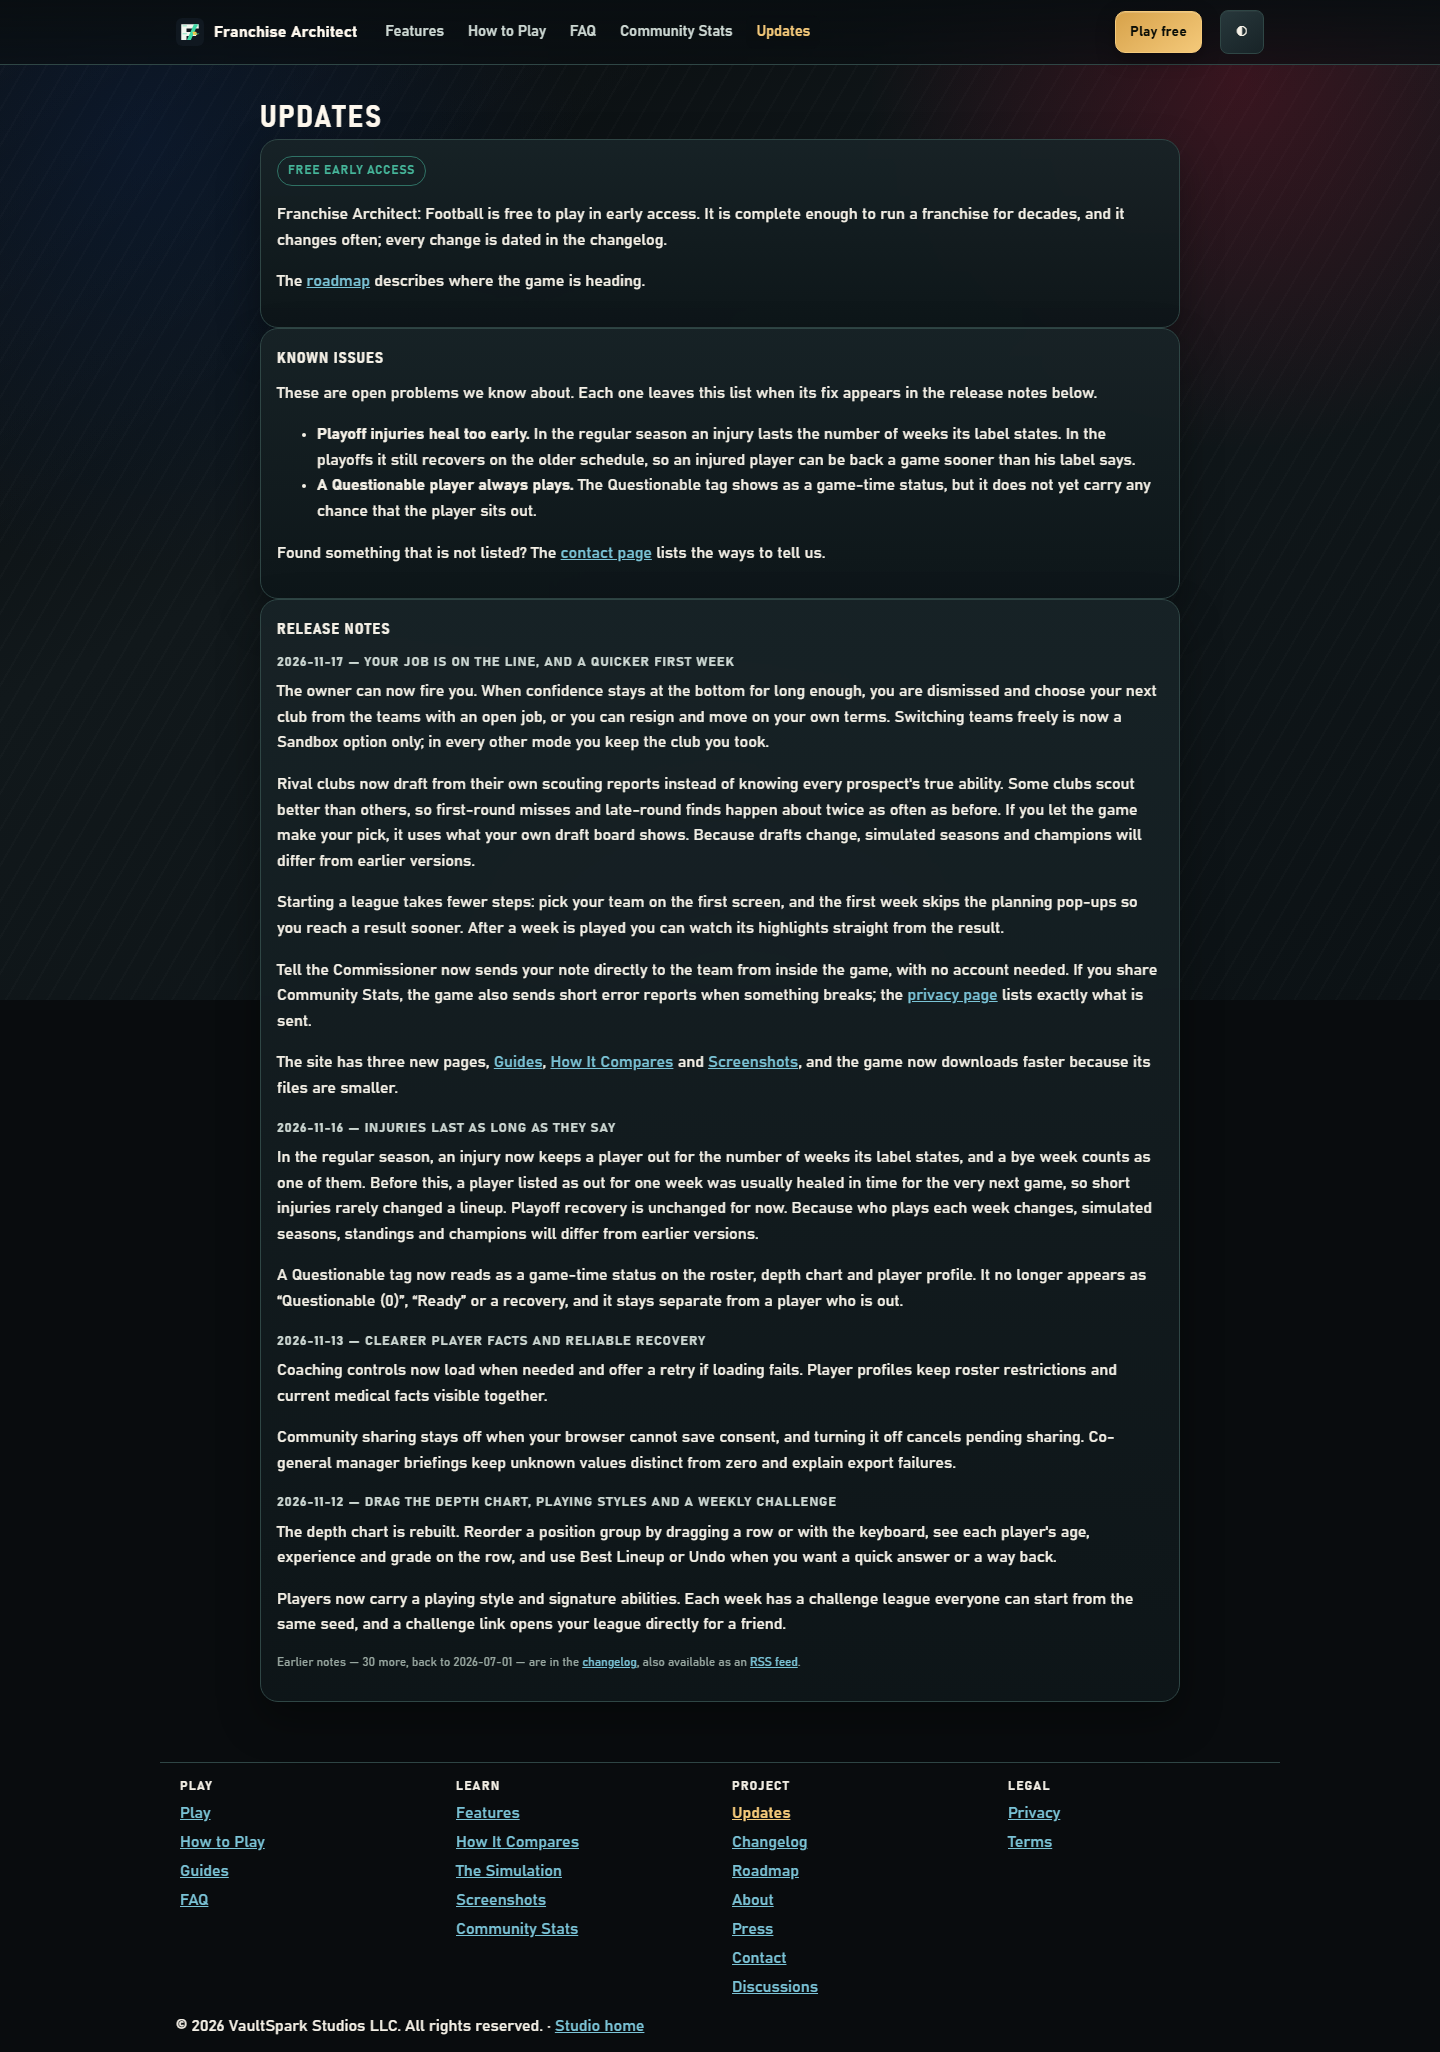 Franchise Architect Features How to Play FAQ Community Stats Updates Play free
UPDATES
FREE EARLY ACCESS
Franchise Architect: Football is free to play in early access. It is complete enough to run a franchise for decades, and it
changes often; every change is dated in the changelog.
The roadmap describes where the game is heading.
KNOWN ISSUES
These are open problems we know about. Each one leaves this list when its fix appears in the release notes below.
• Playoff injuries heal too early. In the regular season an injury lasts the number of weeks its label states. In the
playoffs it still recovers on the older schedule, so an injured player can be back a game sooner than his label says.
• A Questionable player always plays. The Questionable tag shows as a game-time status, but it does not yet carry any
chance that the player sits out.
Found something that is not listed? The contact page lists the ways to tell us.
RELEASE NOTES
2026-11-17 — YOUR JOB IS ON THE LINE, AND A QUICKER FIRST WEEK
The owner can now fire you. When confidence stays at the bottom for long enough, you are dismissed and choose your next
club from the teams with an open job, or you can resign and move on your own terms. Switching teams freely is now a
Sandbox option only; in every other mode you keep the club you took.
Rival clubs now draft from their own scouting reports instead of knowing every prospect's true ability. Some clubs scout
better than others, so first-round misses and late-round finds happen about twice as often as before. If you let the game
make your pick, it uses what your own draft board shows. Because drafts change, simulated seasons and champions will
differ from earlier versions.
Starting a league takes fewer steps: pick your team on the first screen, and the first week skips the planning pop-ups so
you reach a result sooner. After a week is played you can watch its highlights straight from the result.
Tell the Commissioner now sends your note directly to the team from inside the game, with no account needed. If you share
Community Stats, the game also sends short error reports when something breaks; the privacy page lists exactly what is
sent.
The site has three new pages, Guides, How It Compares and Screenshots, and the game now downloads faster because its
files are smaller.
2026-11-16 — INJURIES LAST AS LONG AS THEY SAY
In the regular season, an injury now keeps a player out for the number of weeks its label states, and a bye week counts as
one of them. Before this, a player listed as out for one week was usually healed in time for the very next game, so short
injuries rarely changed a lineup. Playoff recovery is unchanged for now. Because who plays each week changes, simulated
seasons, standings and champions will differ from earlier versions.
A Questionable tag now reads as a game-time status on the roster, depth chart and player profile. It no longer appears as
“Questionable (0)”, “Ready” or a recovery, and it stays separate from a player who is out.
2026-11-13 — CLEARER PLAYER FACTS AND RELIABLE RECOVERY
Coaching controls now load when needed and offer a retry if loading fails. Player profiles keep roster restrictions and
current medical facts visible together.
Community sharing stays off when your browser cannot save consent, and turning it off cancels pending sharing. Co-
general manager briefings keep unknown values distinct from zero and explain export failures.
2026-11-12 — DRAG THE DEPTH CHART, PLAYING STYLES AND A WEEKLY CHALLENGE
The depth chart is rebuilt. Reorder a position group by dragging a row or with the keyboard, see each player's age,
experience and grade on the row, and use Best Lineup or Undo when you want a quick answer or a way back.
Players now carry a playing style and signature abilities. Each week has a challenge league everyone can start from the
same seed, and a challenge link opens your league directly for a friend.
Earlier notes — 30 more, back to 2026-07-01 — are in the changelog, also available as an RSS feed.
PLAY
Play
How to Play
Guides
FAQ
LEARN
Features
How It Compares
The Simulation
Screenshots
Community Stats
PROJECT
Updates
Changelog
Roadmap
About
Press
Contact
Discussions
LEGAL
Privacy
Terms
© 2026 VaultSpark Studios LLC. All rights reserved. · Studio home